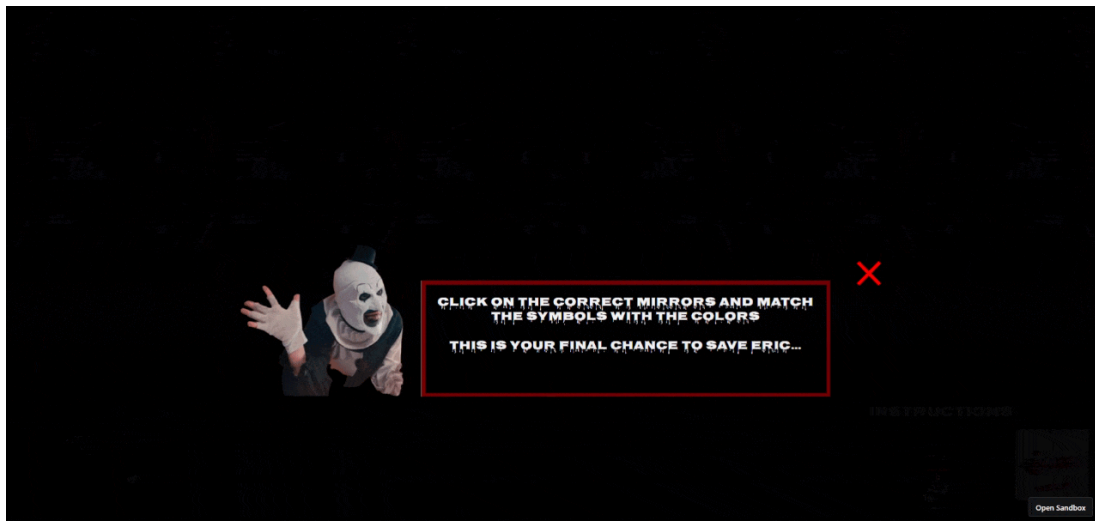 CLICK ON THE CORRECT MIRRORS AND MATCH
THE SYMBOLS WITH THE COLORS
THIS IS YOUR FINAL CHANCE TO SAVE ERIC...
INSTRUCTIONS
Open Sandbox